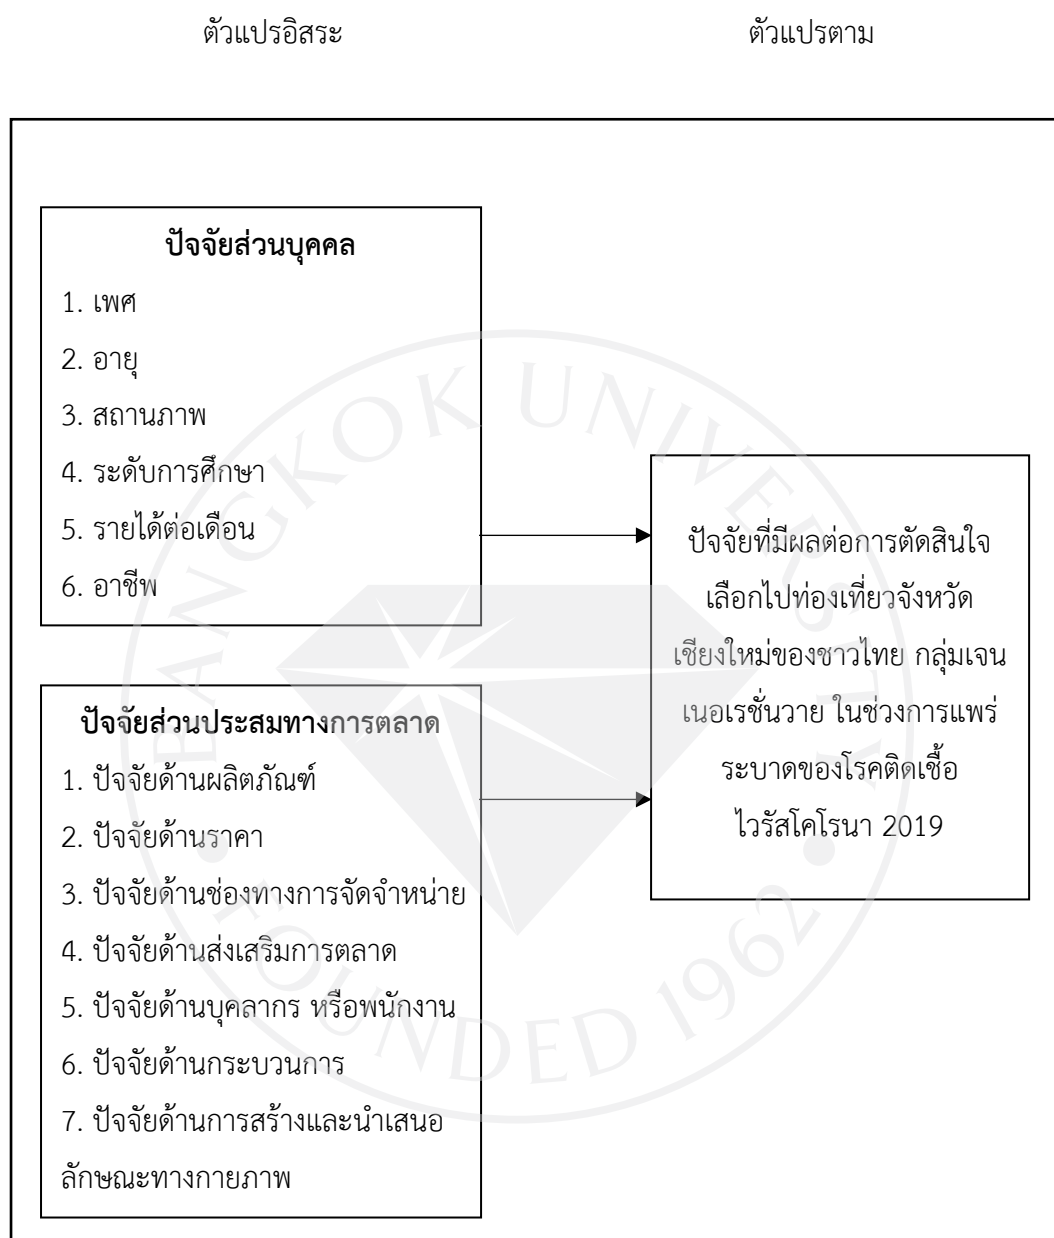 ตัวแปรอิสระ
ตัวแปรตาม
ปัจจัยส่วนบุคคล
1. เพศ
2. อายุ
3. สถานภาพ
4. ระดับการศึกษา
5. รายได้ต่อเดือน
6. อาชีพ
ปัจจัยส่วนประสมทางการตลาด
1. ปัจจัยด้านผลิตภัณฑ์
2. ปัจจัยด้านราคา
3. ปัจจัยด้านช่องทางการจัดจำหน่าย
4. ปัจจัยด้านส่งเสริมการตลาด
5. ปัจจัยด้านบุคลากร หรือพนักงาน
6. ปัจจัยด้านกระบวนการ
7. ปัจจัยด้านการสร้างและนำเสนอ
ลักษณะทางกายภาพ
ปัจจัยที่มีผลต่อการตัดสินใจ
เลือกไปท่องเที่ยวจังหวัด
เชียงใหม่ของชาวไทย กลุ่มเจน
เนอเรชั่นวาย ในช่วงการแพร่
ระบาดของโรคติดเชื้อ
ไวรัสโคโรนา 2019
BANGKOK UNIVERSITY
FOUNDED 1962